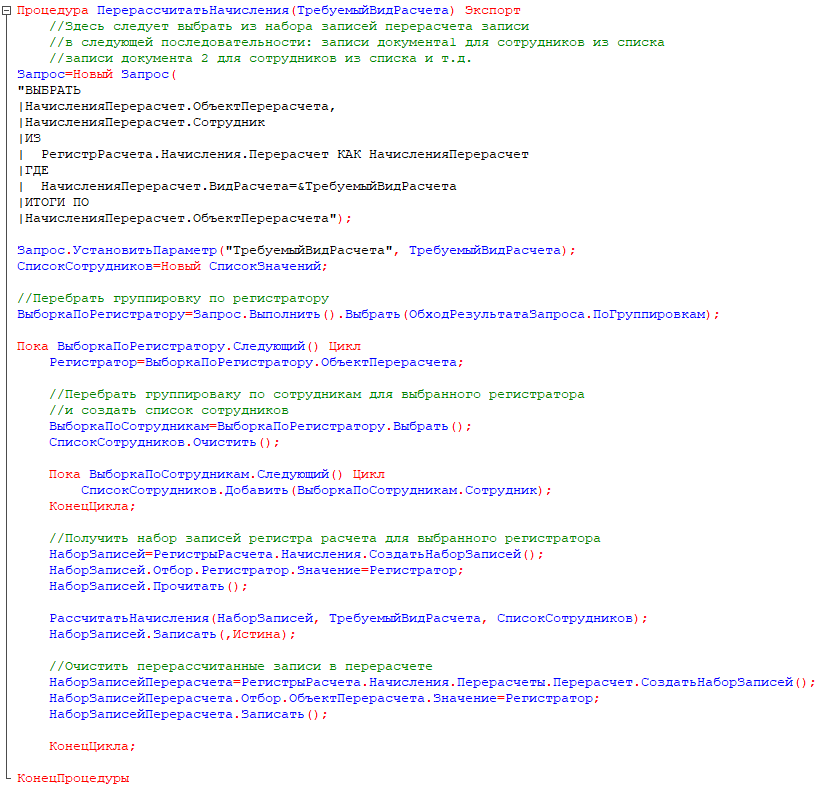 Процедура ПерерассчитатьНачисления(ТребуемыйВидРасчета) Экспорт
//Здесь следует выбрать из набора записей перерасчета записи
//в следующей последовательности: записи документа1 для сотрудников из списка
//записи документа 2 для сотрудников из списка и т.д.
Запрос=Новый Запрос(
"ВЫБРАТЬ
|НачисленияПерерасчет.ОбъектПерерасчета,
|НачисленияПерерасчет.Сотрудник
|ИЗ
|  РегистрРасчета.Начисления.Перерасчет КАК НачисленияПерерасчет
|ГДЕ
|  НачисленияПерерасчет.ВидРасчета=&ТребуемыйВидРасчета
|ИТОГИ ПО
|НачисленияПерерасчет.ОбъектПерерасчета");
Запрос.УстановитьПараметр("ТребуемыйВидРасчета", ТребуемыйВидРасчета);
СписокСотрудников=Новый СписокЗначений;
//Перебрать группировку по регистратору
ВыборкаПоРегистратору=Запрос.Выполнить().Выбрать(ОбходРезультатаЗапроса.ПоГруппировкам);
Пока ВыборкаПоРегистратору.Следующий() Цикл
Регистратор=ВыборкаПоРегистратору.ОбъектПерерасчета;
//Перебрать группироваку по сотрудникам для выбранного регистратора
//и создать список сотрудников
ВыборкаПоСотрудникам=ВыборкаПоРегистратору.Выбрать();
СписокСотрудников.Очистить();
Пока ВыборкаПоСотрудникам.Следующий() Цикл
СписокСотрудников.Добавить(ВыборкаПоСотрудникам.Сотрудник);
КонецЦикла;
//Получить набор записей регистра расчета для выбранного регистратора
НаборЗаписей=РегистрыРасчета.Начисления.СоздатьНаборЗаписей();
НаборЗаписей.Отбор.Регистратор.Значение=Регистратор;
НаборЗаписей.Прочитать();
РассчитатьНачисления(НаборЗаписей, ТребуемыйВидРасчета, СписокСотрудников);
НаборЗаписей.Записать(,Истина);
//Очистить перерассчитанные записи в перерасчете
НаборЗаписейПерерасчета=РегистрыРасчета.Начисления.Перерасчеты.Перерасчет.СоздатьНаборЗаписей();
НаборЗаписейПерерасчета.Отбор.ОбъектПерерасчета.Значение=Регистратор;
НаборЗаписейПерерасчета.Записать();
КонецЦикла;
КонецПроцедуры